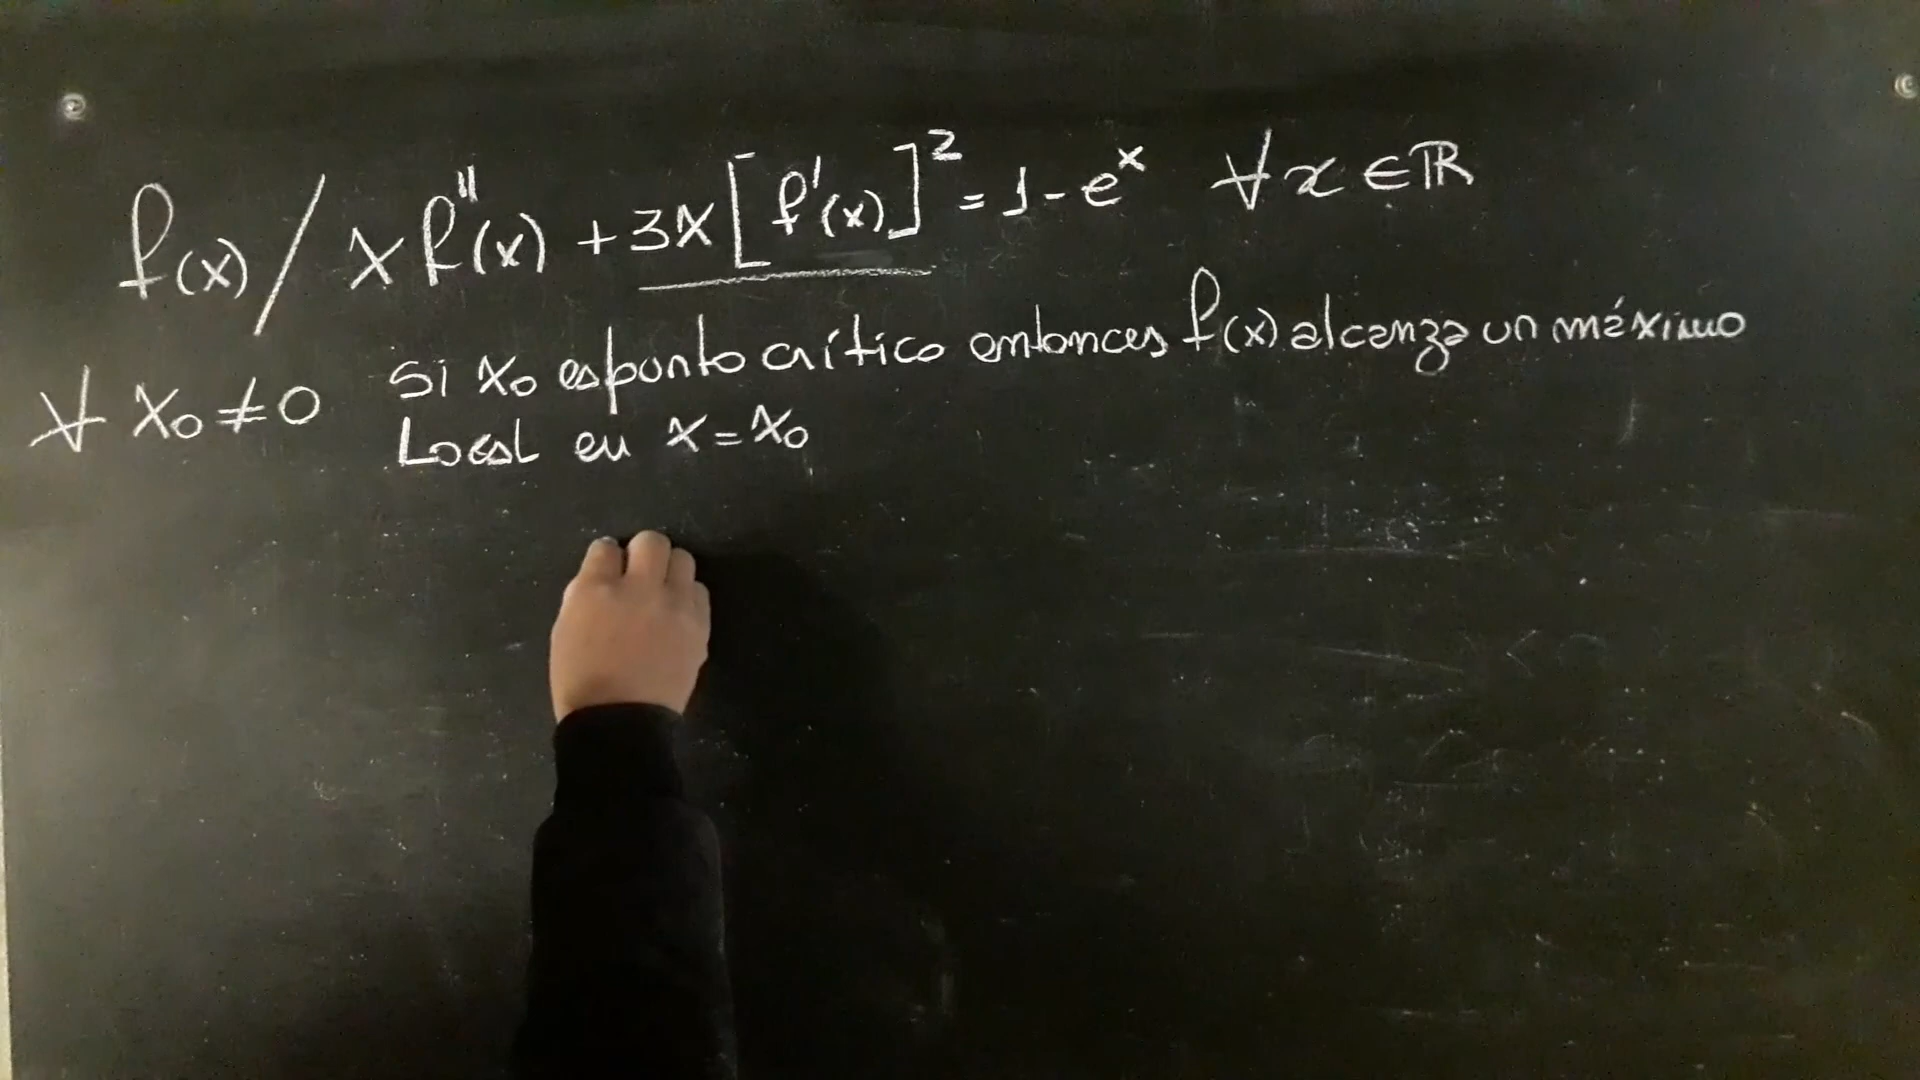 f(x) / x f''(x) + 3x [f'(x)]² = 1 - eˣ ∀ x ∈ ℝ
∀ x₀ ≠ 0 Si x₀ es punto crítico entonces f(x) alcanza un máximo
Local en x = x₀